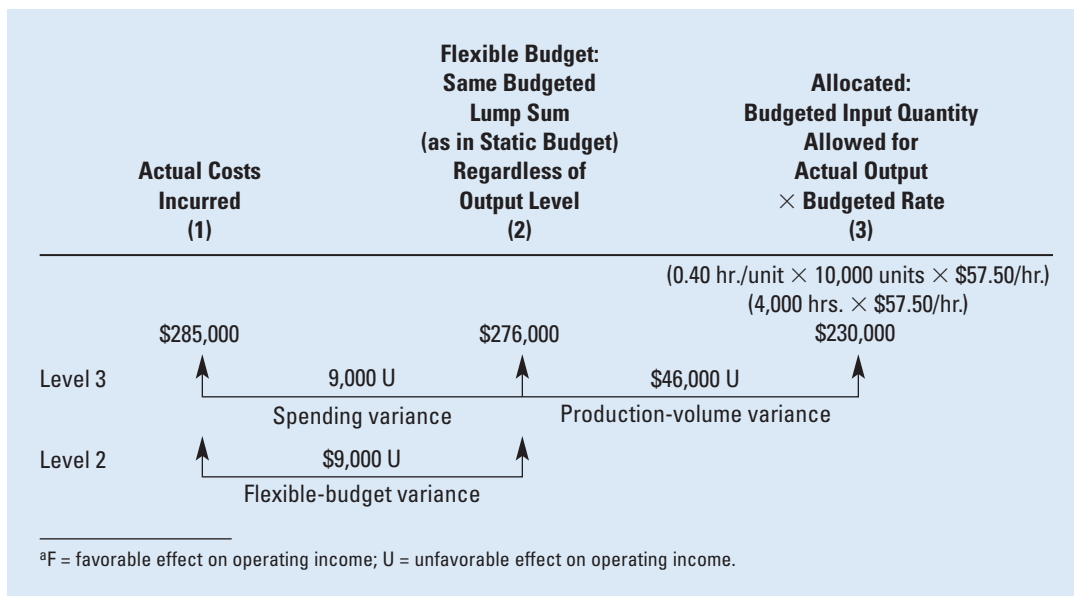 Actual Costs
Incurred
(1)
Flexible Budget:
Same Budgeted
Lump Sum
(as in Static Budget)
Regardless of
Output Level
(2)
Allocated:
Budgeted Input Quantity
Allowed for
Actual Output
× Budgeted Rate
(3)
(0.40 hr./unit × 10,000 units × $57.50/hr.)
(4,000 hrs. × $57.50/hr.)
$285,000 $276,000 $230,000
Level 3 9,000 U $46,000 U
Spending variance Production-volume variance
Level 2 $9,000 U
Flexible-budget variance
aF = favorable effect on operating income; U = unfavorable effect on operating income.